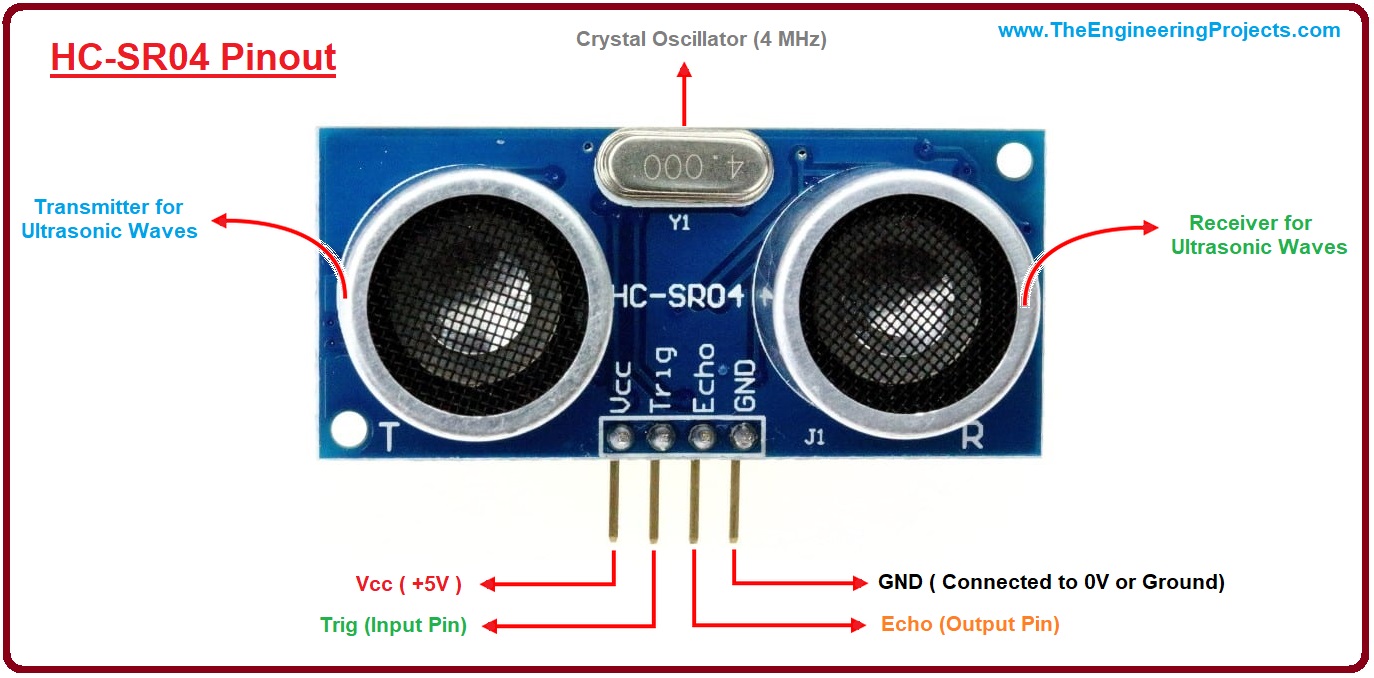 HC-SR04 Pinout
Crystal Oscillator (4 MHz)
www.TheEngineeringProjects.com
4.000
Y1
Transmitter for
Ultrasonic Waves
Receiver for
Ultrasonic Waves
HC-SR04
Vcc
Trig
Echo
GND
T
J1
R
Vcc ( +5V )
GND ( Connected to 0V or Ground)
Trig (Input Pin)
Echo (Output Pin)